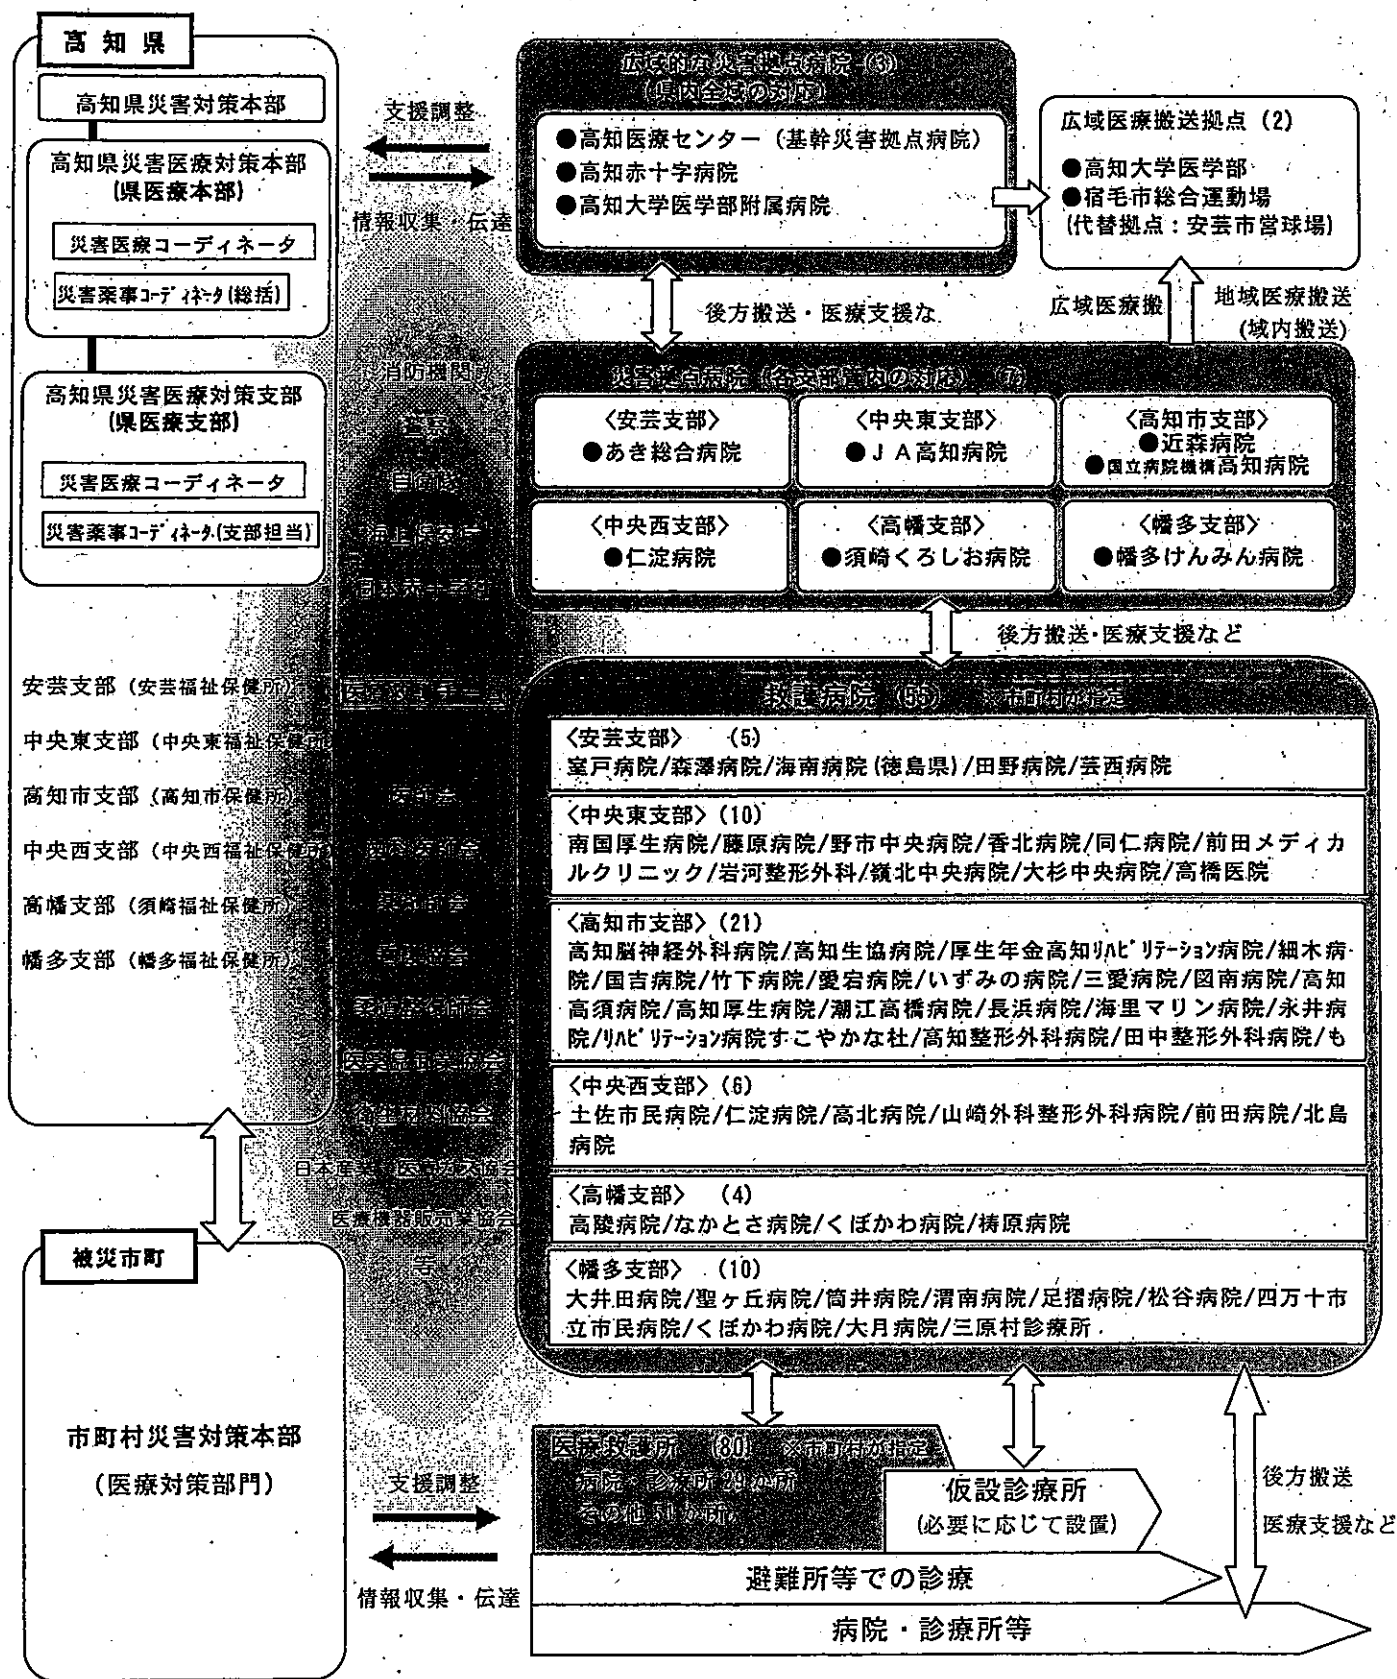 高知県
高知県災害対策本部
高知県災害医療対策本部
(県医療本部)
災害医療コーディネータ
災害薬事コーディネータ(総括)
高知県災害医療対策支部
(県医療支部)
災害医療コーディネータ
災害薬事コーディネータ(支部担当)
安芸支部(安芸福祉保健所)
中央東支部(中央東福祉保健所
高知市支部(高知市保健所)
中央西支部(中央西福祉保健所
高幡支部(須崎福祉保健所)
幡多支部(幡多福祉保健所)
支援調整
情報収集・伝達
消防機関
警察
自衛隊
海上保安庁
日本赤十字社
医師会
歯科医師会
薬剤師会
看護協会
柔道整復師会
医薬品卸業協会
衛生材料協会
医療機器販売業協会
等
広域的な災害拠点病院(3)
(県内全域の対応)
●高知医療センター(基幹災害拠点病院)
●高知赤十字病院
●高知大学医学部附属病院
広域医療搬送拠点(2)
●高知大学医学部
●宿毛市総合運動場
(代替拠点:安芸市営球場)
後方搬送・医療支援な
広域医療搬
地域医療搬送
(域内搬送)
災害拠点病院(各支部管内の対応)(7)
〈安芸支部〉
●あき総合病院
〈中央東支部〉
●JA高知病院
〈高知市支部〉
●近森病院
●国立病院機構高知病院
〈中央西支部〉
●仁淀病院
〈高幡支部〉
●須崎くろしお病院
〈幡多支部〉
●幡多けんみん病院
後方搬送・医療支援など
救護病院(55) ※市町村が指定
〈安芸支部〉 (5)
室戸病院/森澤病院/海南病院(徳島県)/田野病院/芸西病院
〈中央東支部〉(10)
南国厚生病院/藤原病院/野市中央病院/香北病院/同仁病院/前田メディカ
ルクリニック/岩河整形外科/嶺北中央病院/大杉中央病院/高橋医院
〈高知市支部〉(21)
高知脳神経外科病院/高知生協病院/厚生年金高知リハビリテーション病院/細木病
院/国吉病院/竹下病院/愛宕病院/いずみの病院/三愛病院/図南病院/高知
高須病院/高知厚生病院/潮江高橋病院/長浜病院/海里マリン病院/永井病
院/リハビリテーション病院すこやかな杜/高知整形外科病院/田中整形外科病院/も
〈中央西支部〉(6)
土佐市民病院/仁淀病院/高北病院/山崎外科整形外科病院/前田病院/北島
病院
〈高幡支部〉 (4)
高陵病院/なかとさ病院/くぼかわ病院/梼原病院
〈幡多支部〉 (10)
大井田病院/聖ヶ丘病院/筒井病院/渭南病院/足摺病院/松谷病院/四万十市
立市民病院/くぼかわ病院/大月病院/三原村診療所
被災市町
市町村災害対策本部
(医療対策部門)
支援調整
情報収集・伝達
医療救護所 (80) ※市町村が指定
病院・診療所 29か所
その他 51か所
仮設診療所
(必要に応じて設置)
避難所等での診療
病院・診療所等
後方搬送
医療支援など